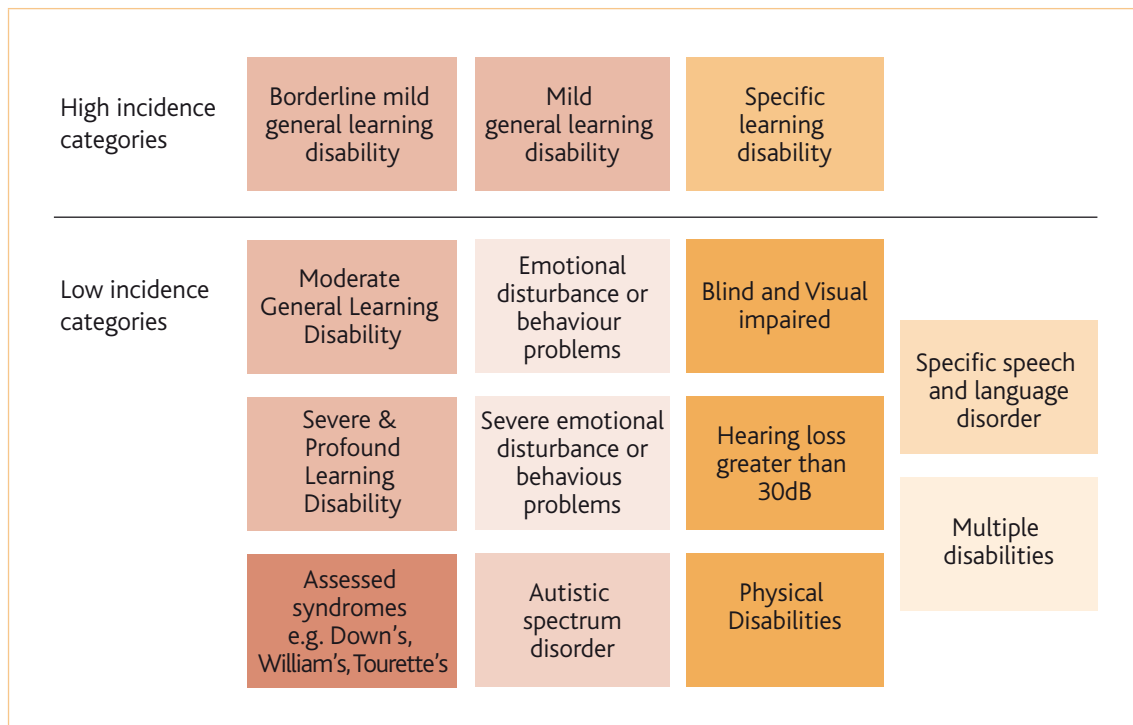 High incidence
categories
Borderline mild
general learning
disability
Mild
general learning
disability
Specific
learning
disability
Low incidence
categories
Moderate
General Learning
Disability
Emotional
disturbance or
behaviour
problems
Blind and Visual
impaired
Specific speech
and language
disorder
Severe &
Profound
Learning
Disability
Severe emotional
disturbance or
behavious
problems
Hearing loss
greater than
30dB
Multiple
disabilities
Assessed
syndromes
e.g. Down's,
William's, Tourette's
Autistic
spectrum
disorder
Physical
Disabilities